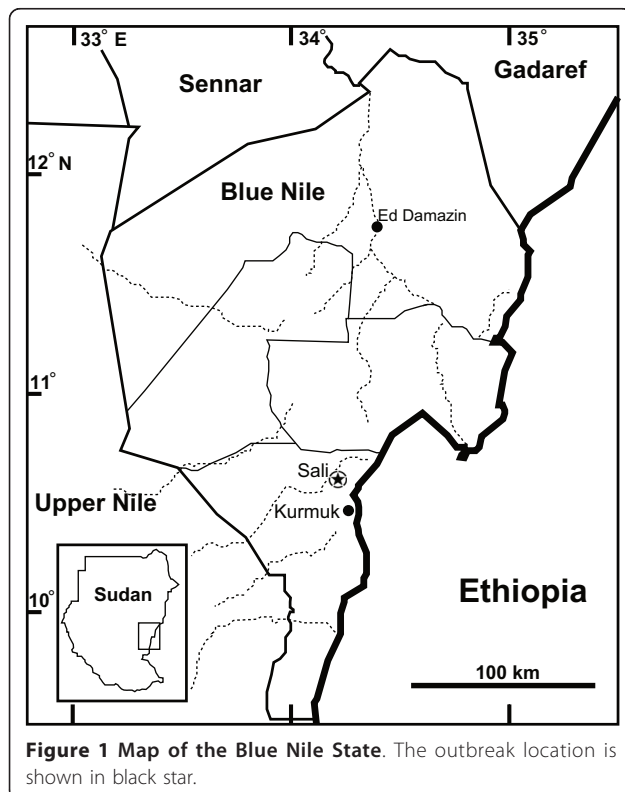 33° E
34°
35°
Sennar
Gadaref
12° N
Blue Nile
Ed Damazin
11°
Sali
Upper Nile
Kurmuk
10°
Sudan
Ethiopia
100 km
Figure 1 Map of the Blue Nile State. The outbreak location is
shown in black star.